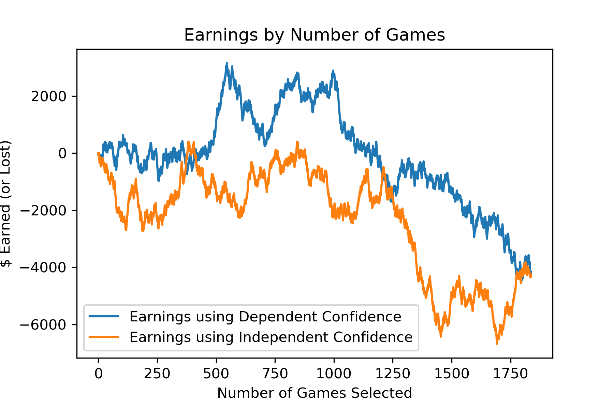 Earnings by Number of Games
$ Earned (or Lost)
2000
0
−2000
−4000
−6000
Earnings using Dependent Confidence
Earnings using Independent Confidence
0 250 500 750 1000 1250 1500 1750
Number of Games Selected